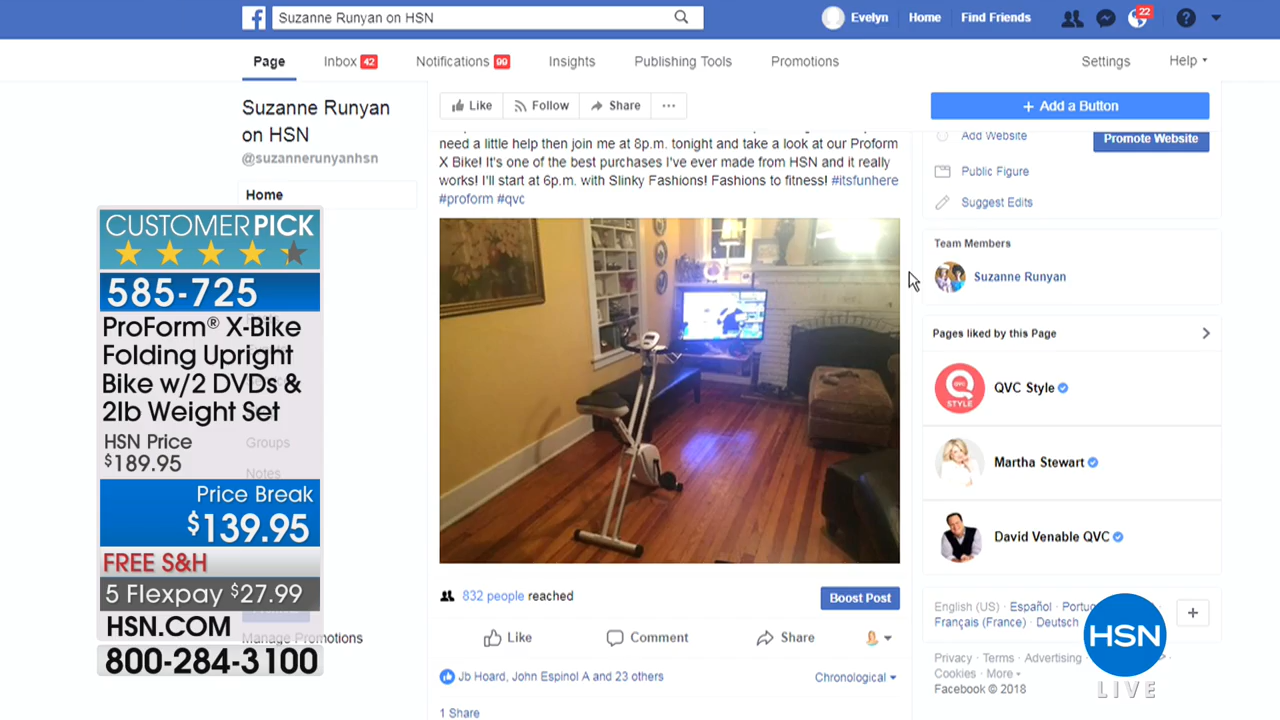 Suzanne Runyan on HSN
Evelyn
Home
Find Friends
22
Page
Inbox 42
Notifications 99
Insights
Publishing Tools
Promotions
Settings
Help
Suzanne Runyan
on HSN
@suzannerunyanhsn
Home
Like
Follow
Share
...
+ Add a Button
need a little help then join me at 8p.m. tonight and take a look at our Proform
X Bike! It's one of the best purchases I've ever made from HSN and it really
works! I'll start at 6p.m. with Slinky Fashions! Fashions to fitness! #itsfunhere
#proform #qvc
Add Website
Promote Website
Public Figure
Suggest Edits
Team Members
Suzanne Runyan
Pages liked by this Page
QVC Style
Q
QVC
STYLE
Martha Stewart
David Venable QVC
CUSTOMER PICK
585-725
ProForm® X-Bike
Folding Upright
Bike w/2 DVDs &
2lb Weight Set
HSN Price
$189.95
Price Break
$139.95
FREE S&H
5 Flexpay $27.99
HSN.COM
800-284-3100
Groups
Notes
Manage Promotions
832 people reached
Boost Post
Like
Comment
Share
Jb Hoard, John Espinol A and 23 others
Chronological
1 Share
English (US) · Español ·
Français (France) · Deutsch
+
Privacy · Terms · Advertising
Cookies · More
Facebook © 2018
HSN
LIVE